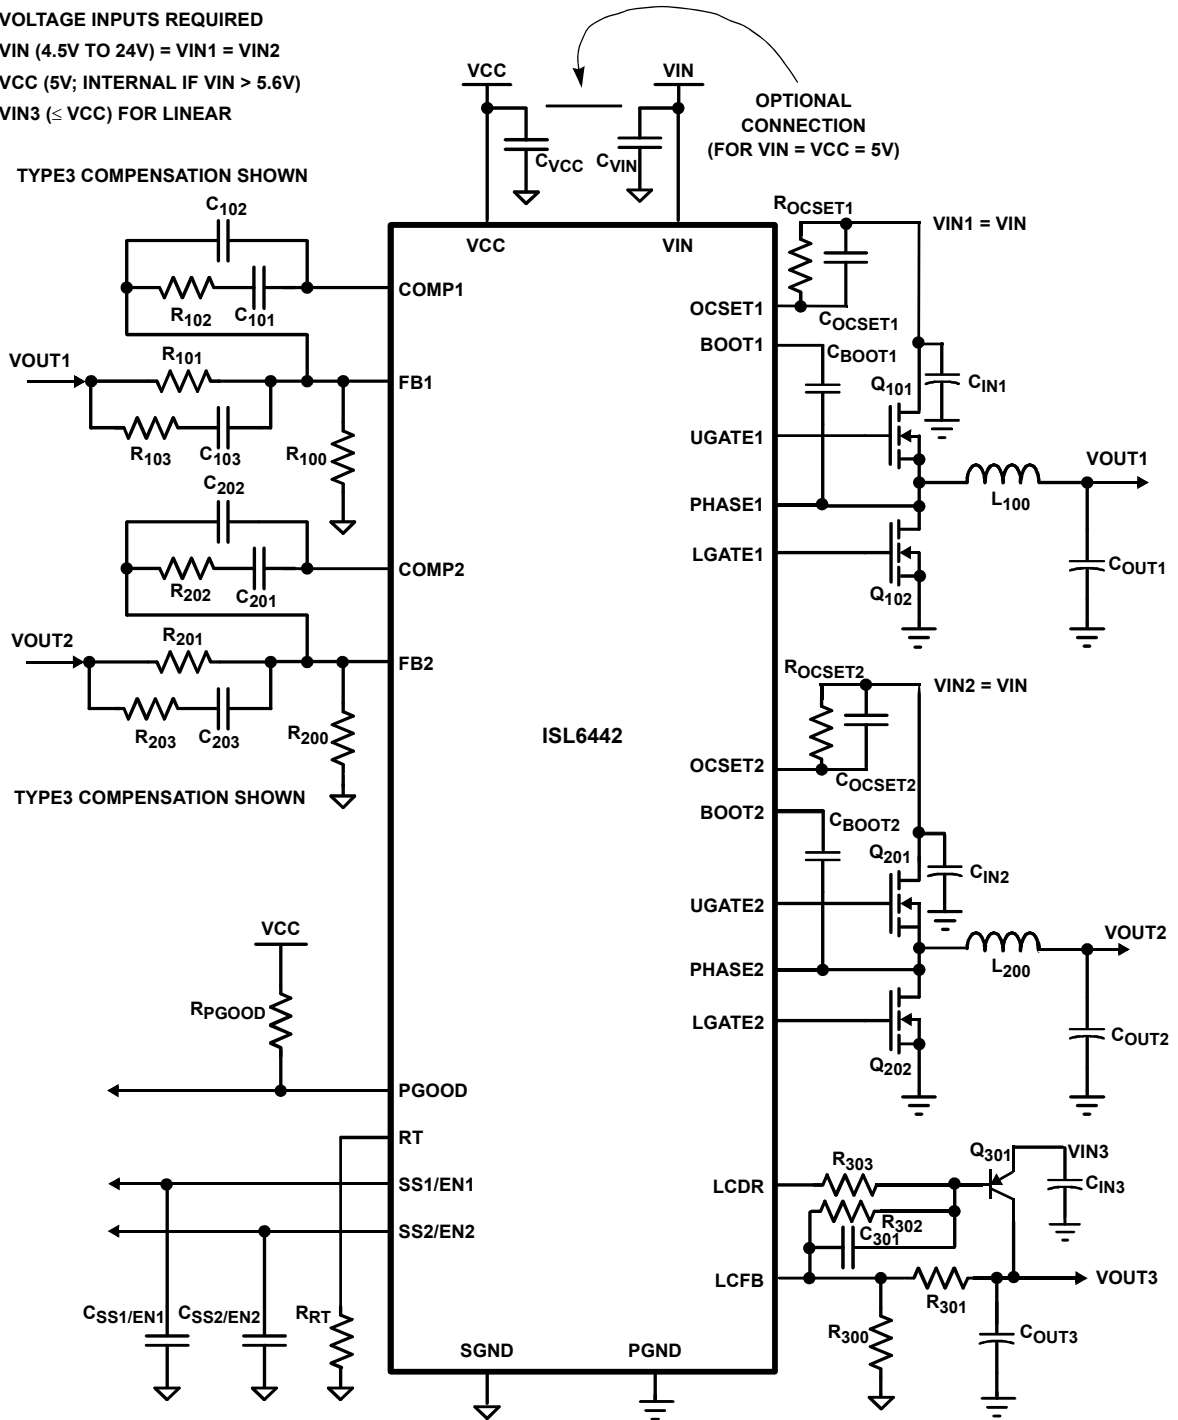 VOLTAGE INPUTS REQUIRED
VIN (4.5V TO 24V) = VIN1 = VIN2
VCC (5V; INTERNAL IF VIN > 5.6V)
VIN3 (≤ VCC) FOR LINEAR
VCC
VIN
OPTIONAL
CONNECTION
(FOR VIN = VCC = 5V)
CVCC
CVIN
TYPE3 COMPENSATION SHOWN
C102
R102
C101
VOUT1
R101
R103
C103
R100
C202
R202
C201
VOUT2
R201
R203
C203
R200
TYPE3 COMPENSATION SHOWN
VCC
RPGOOD
CSS1/EN1
CSS2/EN2
RRT
VCC
VIN
COMP1
FB1
COMP2
FB2
PGOOD
RT
SS1/EN1
SS2/EN2
ISL6442
SGND
PGND
OCSET1
BOOT1
UGATE1
PHASE1
LGATE1
OCSET2
BOOT2
UGATE2
PHASE2
LGATE2
LCDR
LCFB
ROCSET1
VIN1 = VIN
COCSET1
CBOOT1
Q101
CIN1
VOUT1
L100
Q102
COUT1
ROCSET2
VIN2 = VIN
COCSET2
CBOOT2
Q201
CIN2
VOUT2
L200
Q202
COUT2
R303
Q301
VIN3
CIN3
R302
C301
VOUT3
R301
R300
COUT3